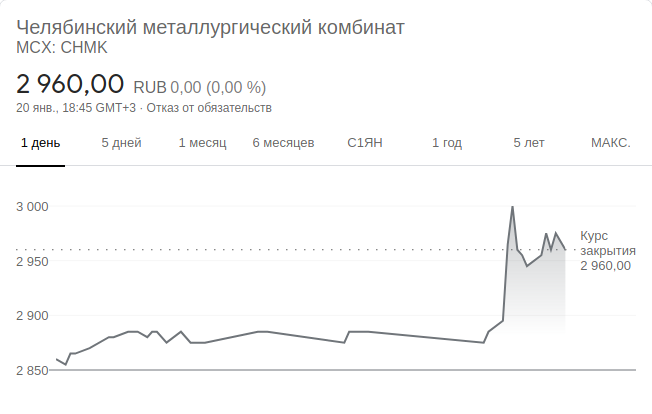 Челябинский металлургический комбинат
MCX: CHMK
2 960,00 RUB 0,00 (0,00 %)
20 янв., 18:45 GMT+3 · Отказ от обязательств
1 день 5 дней 1 месяц 6 месяцев С1ЯН 1 год 5 лет МАКС.
3 000
2 950
2 900
2 850
Курс
закрытия
2 960,00